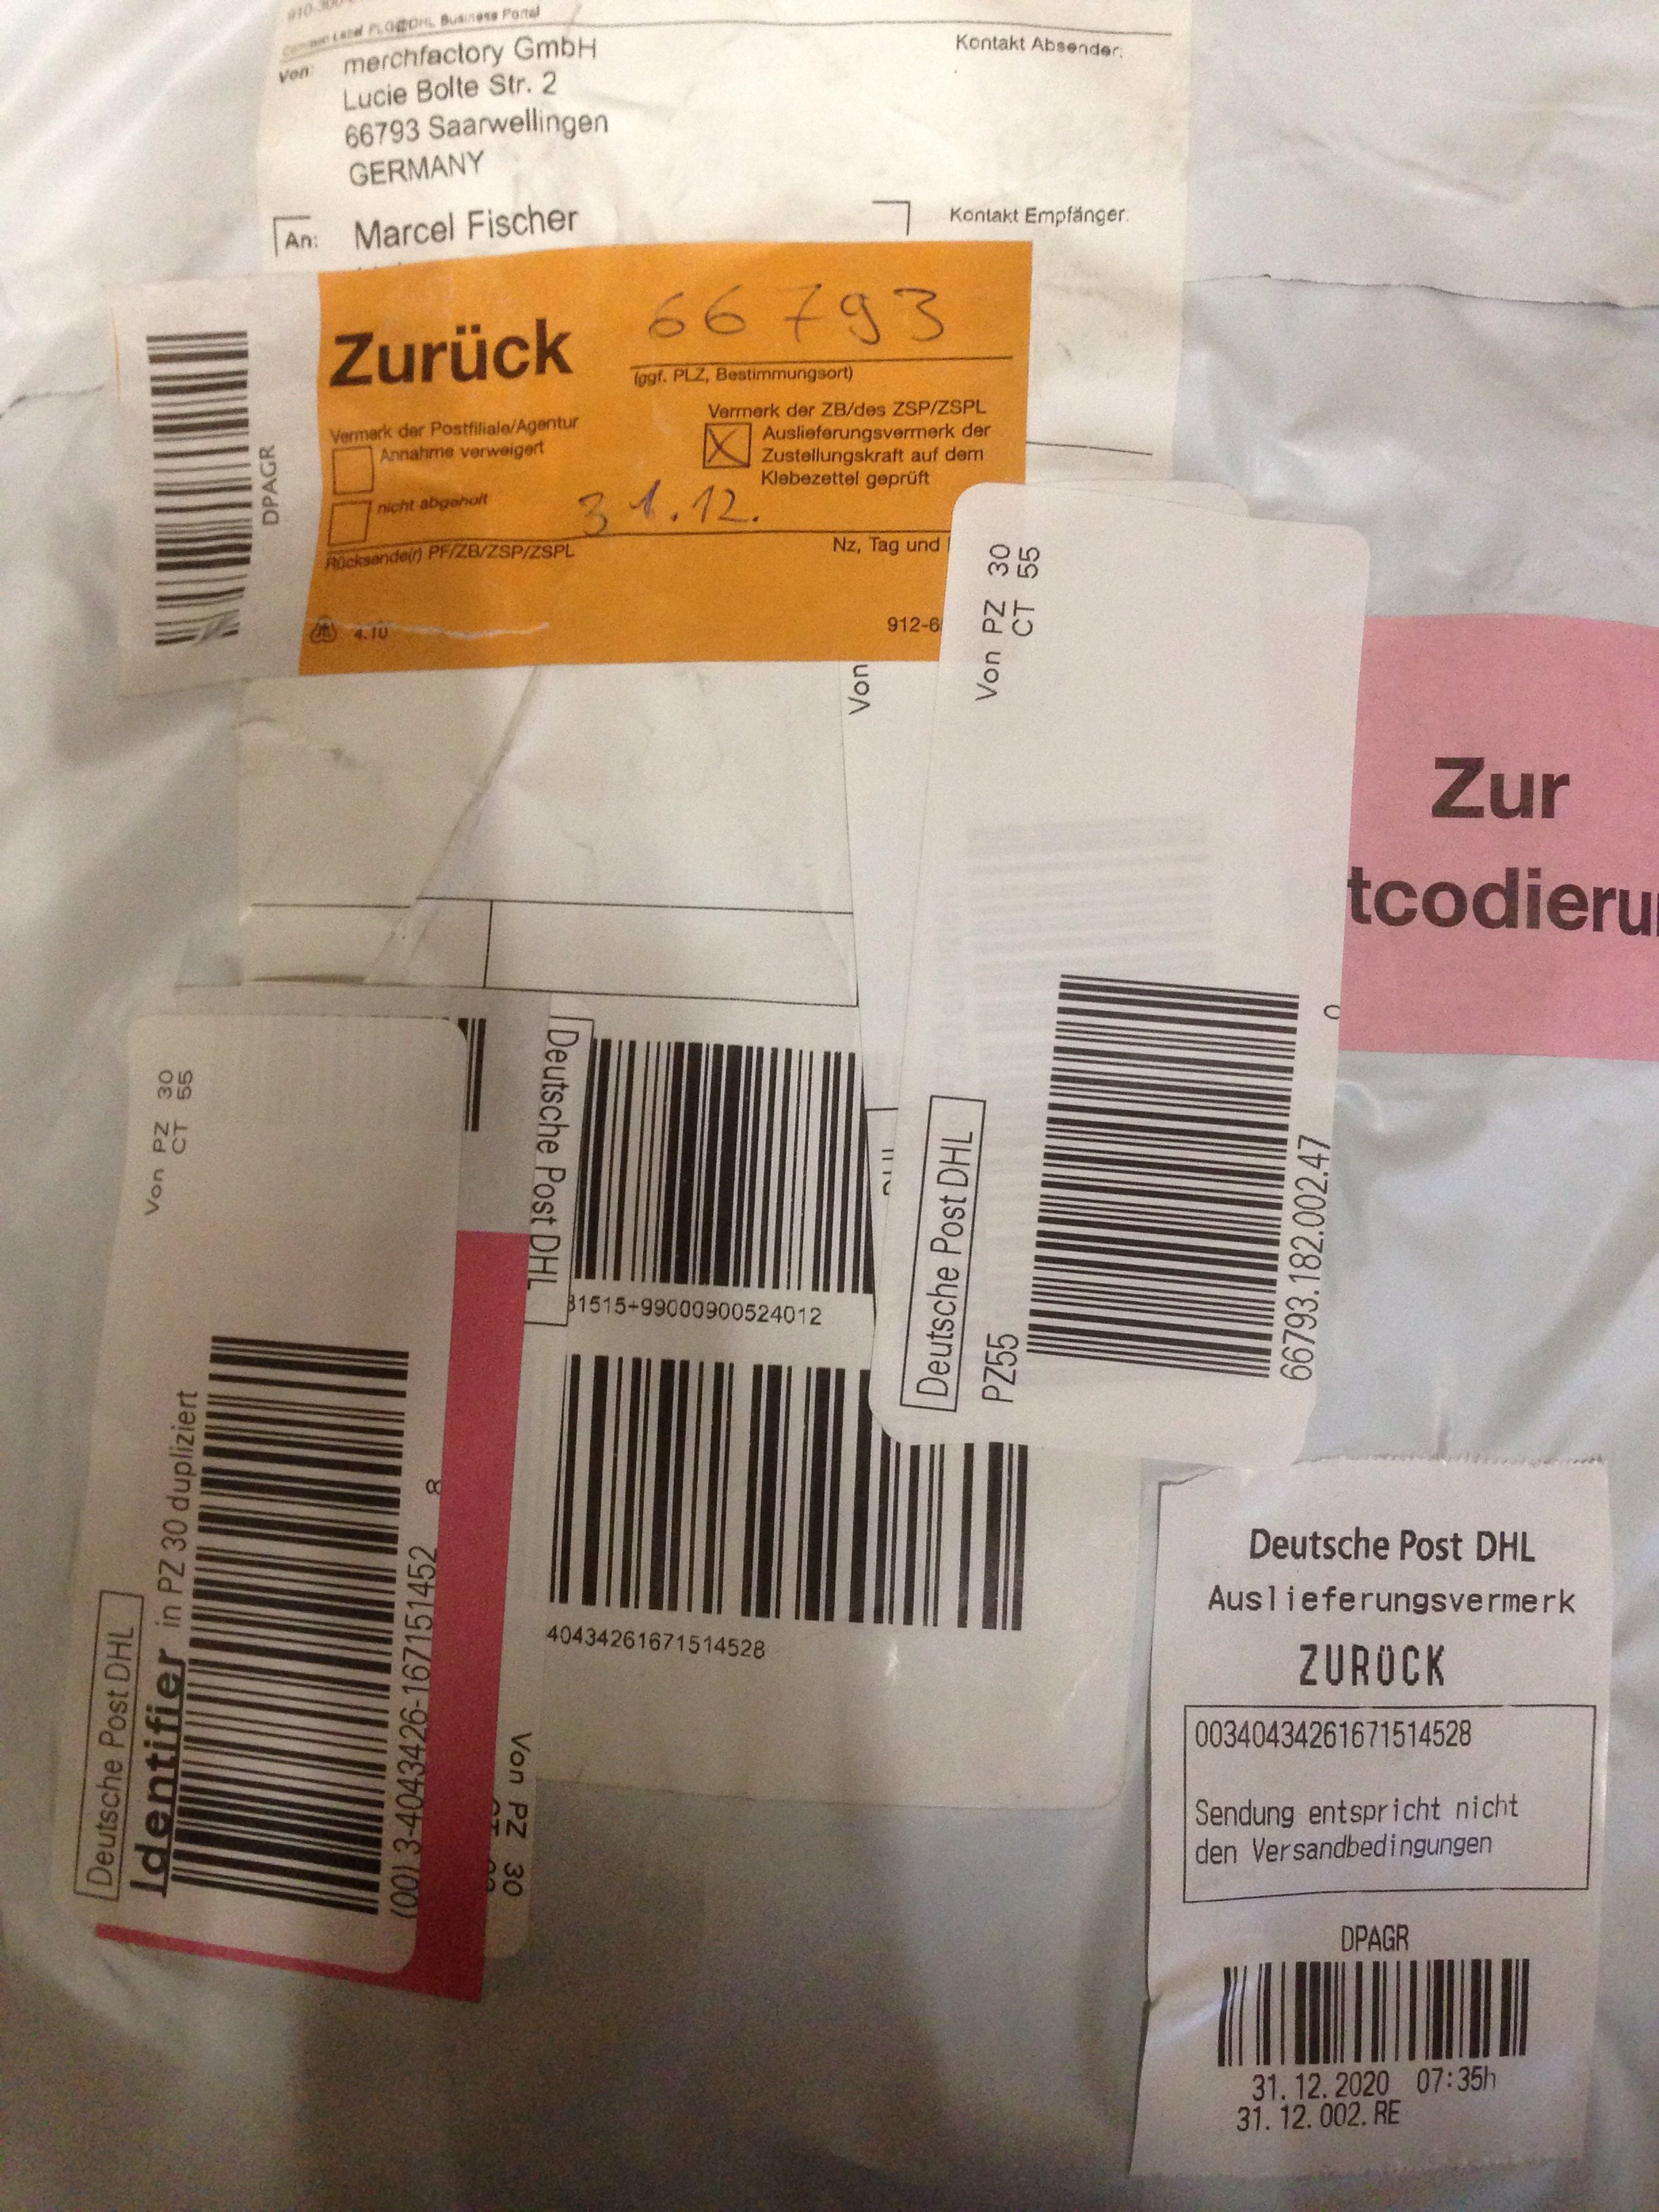 Common Label PLG@DHL Business Portal
Von: merchfactory GmbH
Lucie Bolte Str. 2
66793 Saarwellingen
GERMANY
Kontakt Absender:
An: Marcel Fischer
Kontakt Empfänger:
DPAGR
Zurück
66793
(ggf. PLZ, Bestimmungsort)
Vermerk der Postfiliale/Agentur
Annahme verweigert
nicht abgeholt
Vermerk der ZB/des ZSP/ZSPL
X Auslieferungsvermerk der
Zustellungskraft auf dem
Klebezettel geprüft
31.12.
Rücksende(r) PF/ZB/ZSP/ZSPL
Nz, Tag und
4.10
912-6
Von
Von PZ 30
CT 55
Deutsche Post DHL
PZ55
66793.182.002.47 0
Zur
tcodieru
Von PZ 30
CT 55
Deutsche Post DHL
Identifier in PZ 30 dupliziert
(00) 3-4043426-167151452 8
Deutsche Post DHL
Von PZ 30
31515+99000900524012
40434261671514528
Deutsche Post DHL
Auslieferungsvermerk
ZURÜCK
00340434261671514528
Sendung entspricht nicht
den Versandbedingungen
DPAGR
31.12.2020 07:35h
31.12.002.RE